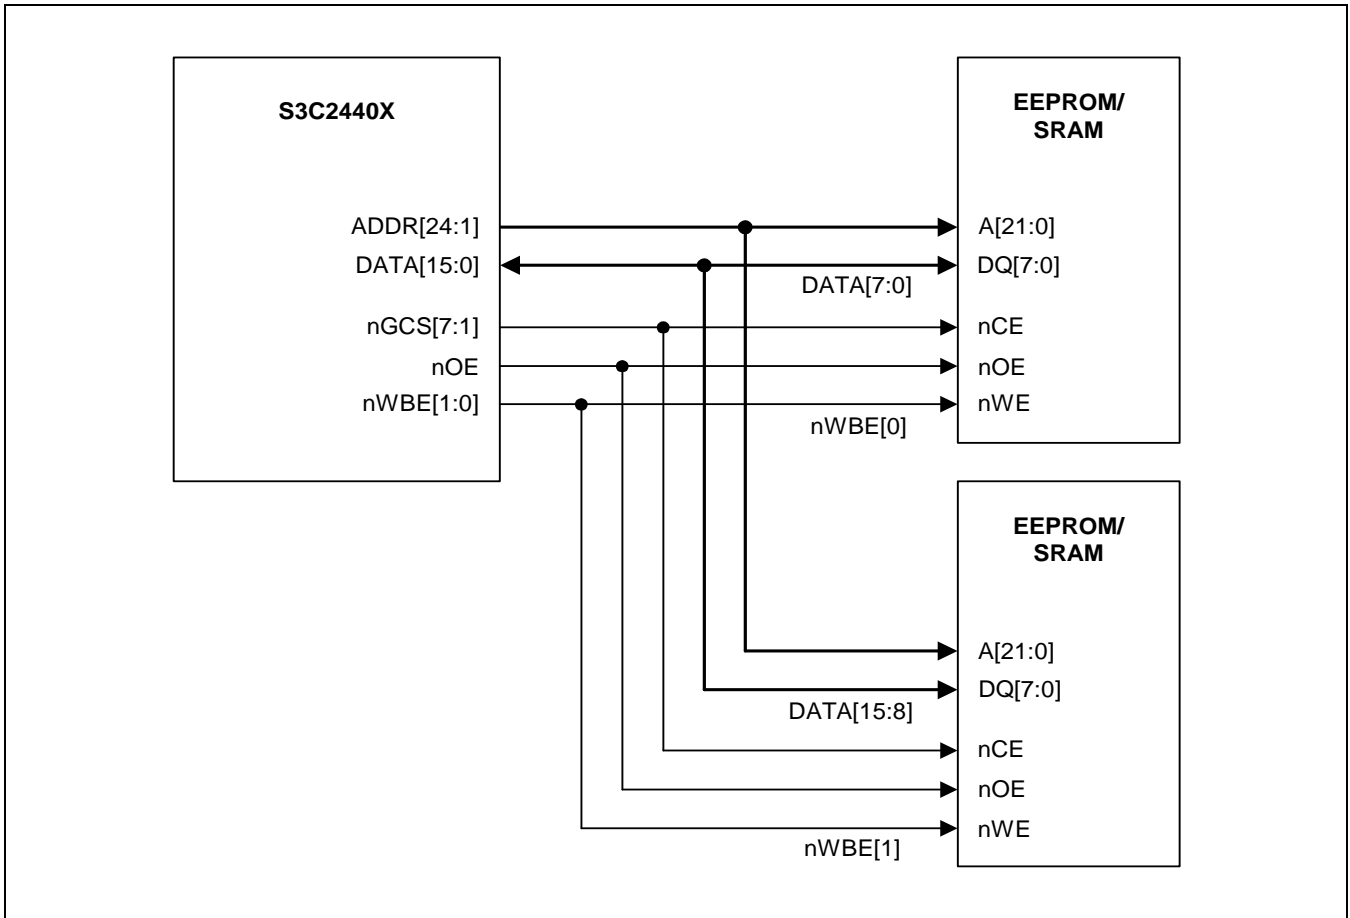 S3C2440X
ADDR[24:1]
DATA[15:0]
nGCS[7:1]
nOE
nWBE[1:0]
DATA[7:0]
nWBE[0]
EEPROM/
SRAM
A[21:0]
DQ[7:0]
nCE
nOE
nWE
EEPROM/
SRAM
A[21:0]
DQ[7:0]
nCE
nOE
nWE
DATA[15:8]
nWBE[1]